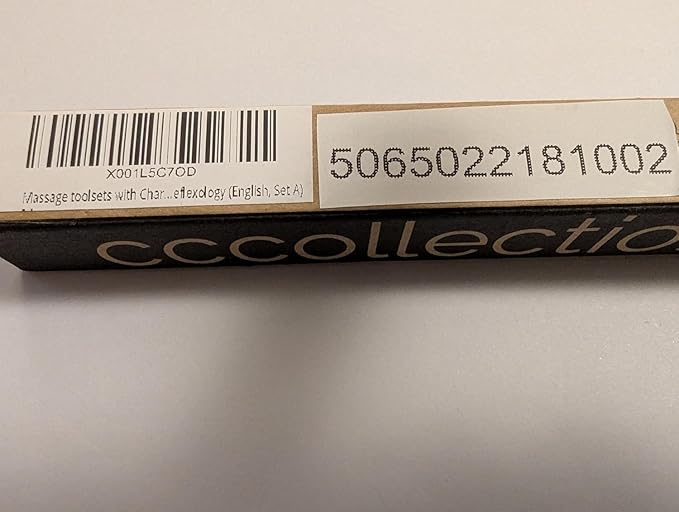 X001L5C7OD
Massage toolsets with Char...eflexology (English, Set A)
5065022181002
cccollectio